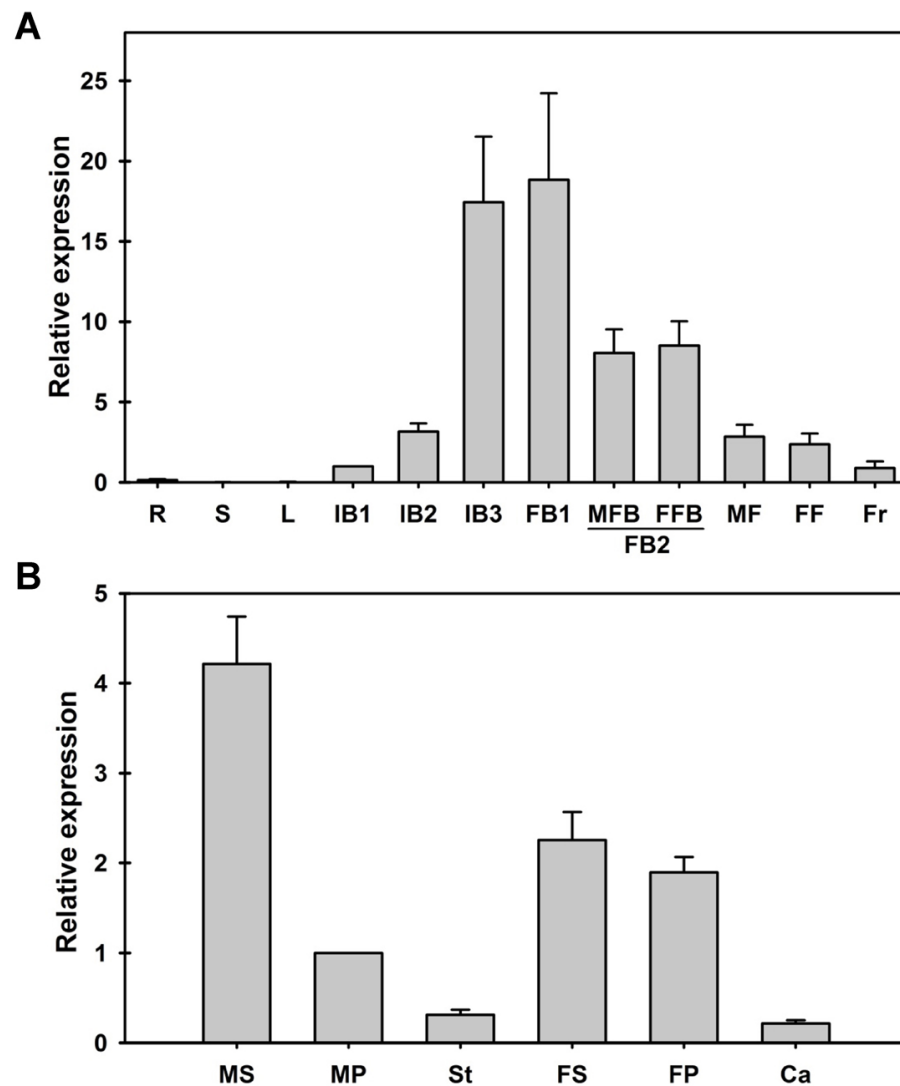 A
Relative expression
25
20
15
10
5
0
R S L IB1 IB2 IB3 FB1 MFB FFB MF FF Fr
FB2
B
Relative expression
5
4
3
2
1
0
MS MP St FS FP Ca